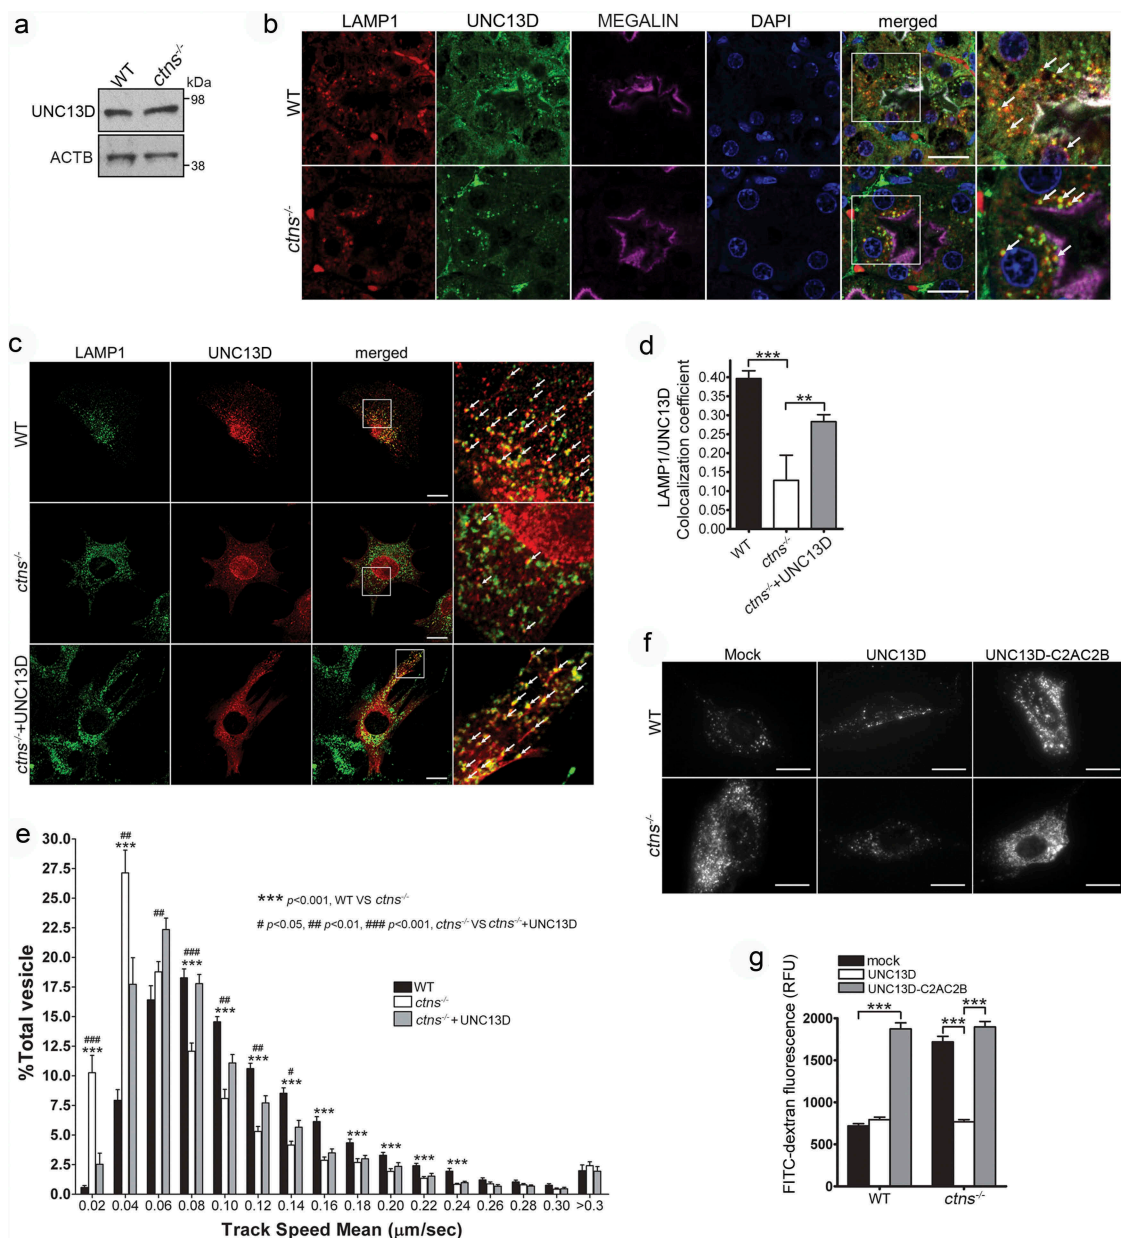 a
WT
ctns-/-
kDa
UNC13D
98
ACTB
38
b
LAMP1 UNC13D MEGALIN DAPI merged
WT
ctns-/-
c
LAMP1 UNC13D merged
WT
ctns-/-
ctns-/-+UNC13D
d
LAMP1/UNC13D
Colocalization coefficient
***
**
0.40
0.35
0.30
0.25
0.20
0.15
0.10
0.05
0.00
WT
ctns-/-
ctns-/-+UNC13D
f
Mock UNC13D UNC13D-C2AC2B
WT
ctns-/-
e
%Total vesicle
30.0
27.5
25.0
22.5
20.0
17.5
15.0
12.5
10.0
7.5
5.0
2.5
0.0
###
***
##
***
##
###
***
##
***
##
***
#
***
***
***
***
***
***
*** p<0.001, WT VS ctns-/-
# p<0.05, ## p<0.01, ### p<0.001, ctns-/- VS ctns-/-+UNC13D
WT
ctns-/-
ctns-/-+UNC13D
0.02 0.04 0.06 0.08 0.10 0.12 0.14 0.16 0.18 0.20 0.22 0.24 0.26 0.28 0.30 >0.3
Track Speed Mean (μm/sec)
g
mock
UNC13D
UNC13D-C2AC2B
FITC-dextran fluorescence (RFU)
2000
1500
1000
500
0
***
***
***
WT
ctns-/-